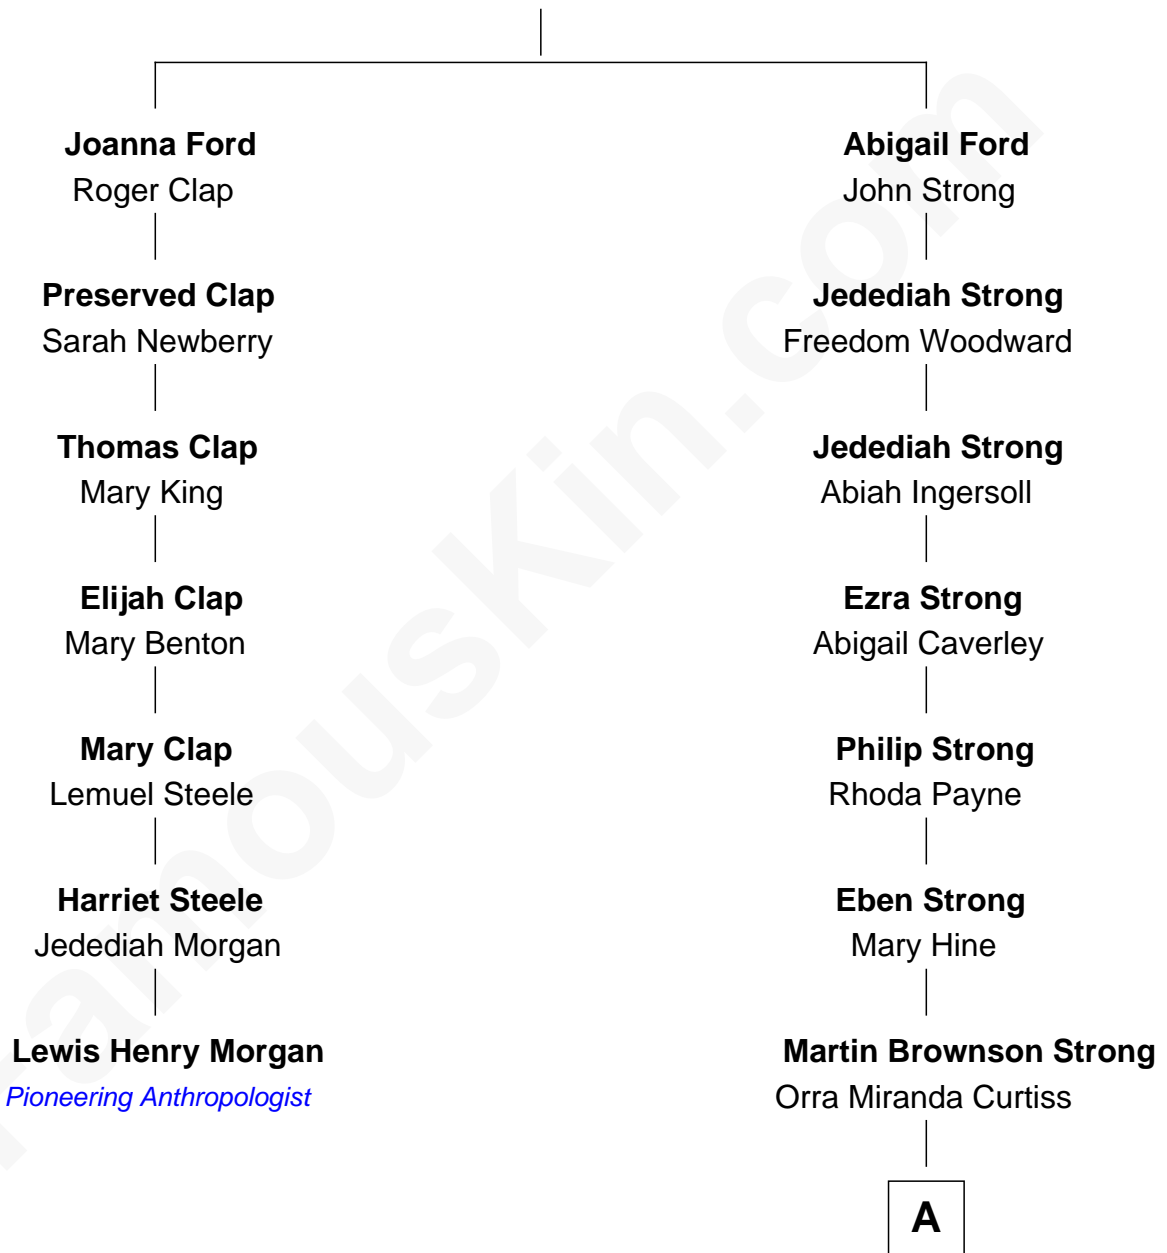 Joanna Ford
Roger Clap
Preserved Clap
Sarah Newberry
Thomas Clap
Mary King
Elijah Clap
Mary Benton
Mary Clap
Lemuel Steele
Harriet Steele
Jedediah Morgan
Lewis Henry Morgan
Pioneering Anthropologist
Abigail Ford
John Strong
Jedediah Strong
Freedom Woodward
Jedediah Strong
Abiah Ingersoll
Ezra Strong
Abigail Caverley
Philip Strong
Rhoda Payne
Eben Strong
Mary Hine
Martin Brownson Strong
Orra Miranda Curtiss
A
FamousKin.com